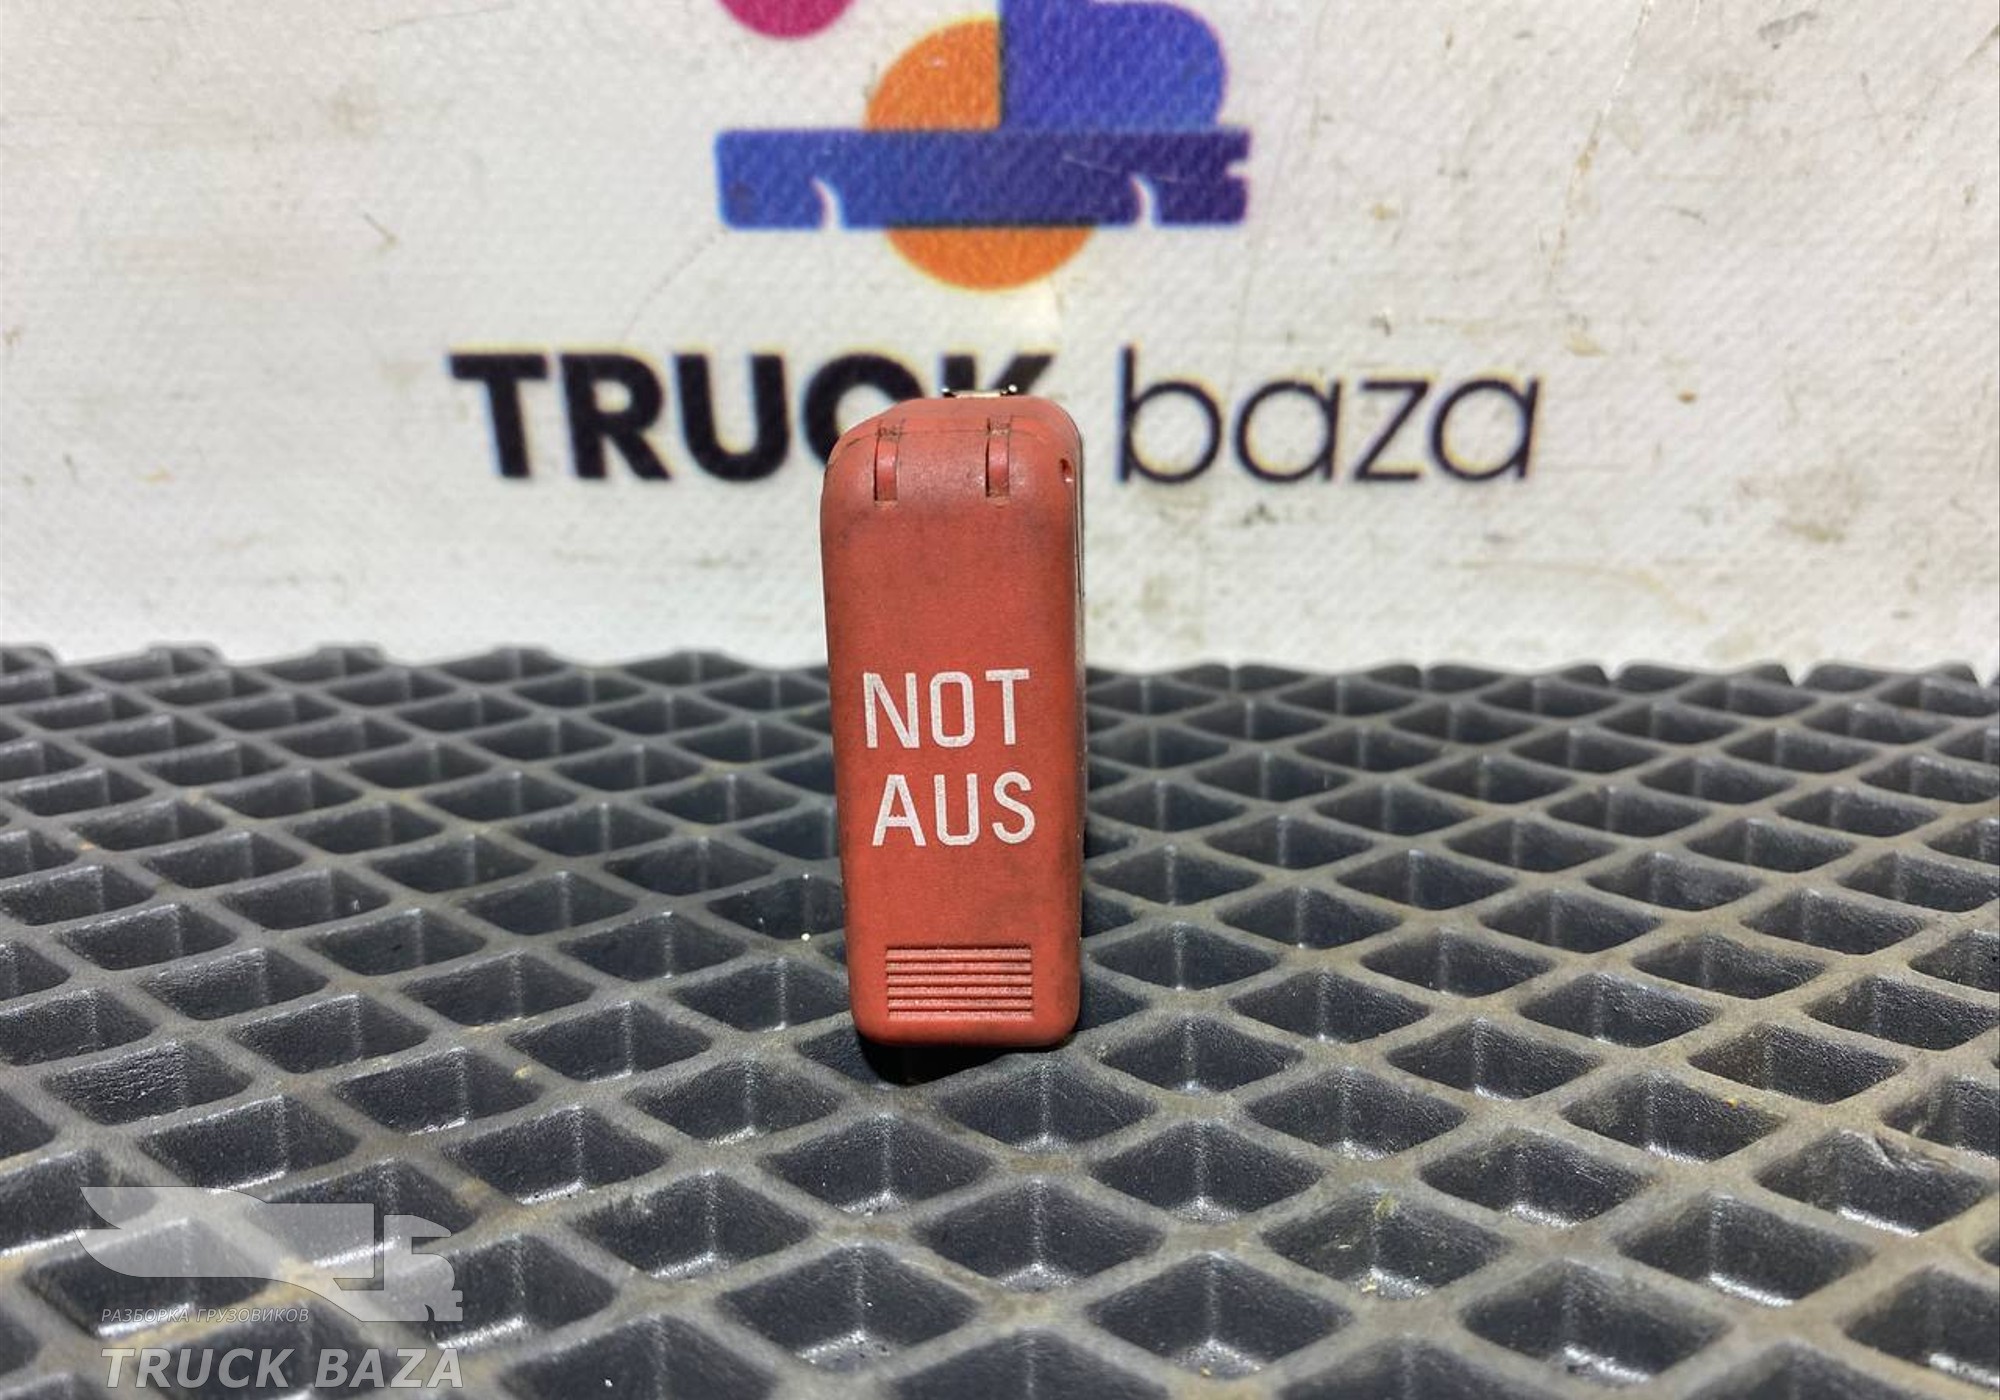 TRUCK baza
NOT
AUS
РАЗБОРКА ГРУЗОВИКОВ
TRUCK BAZA